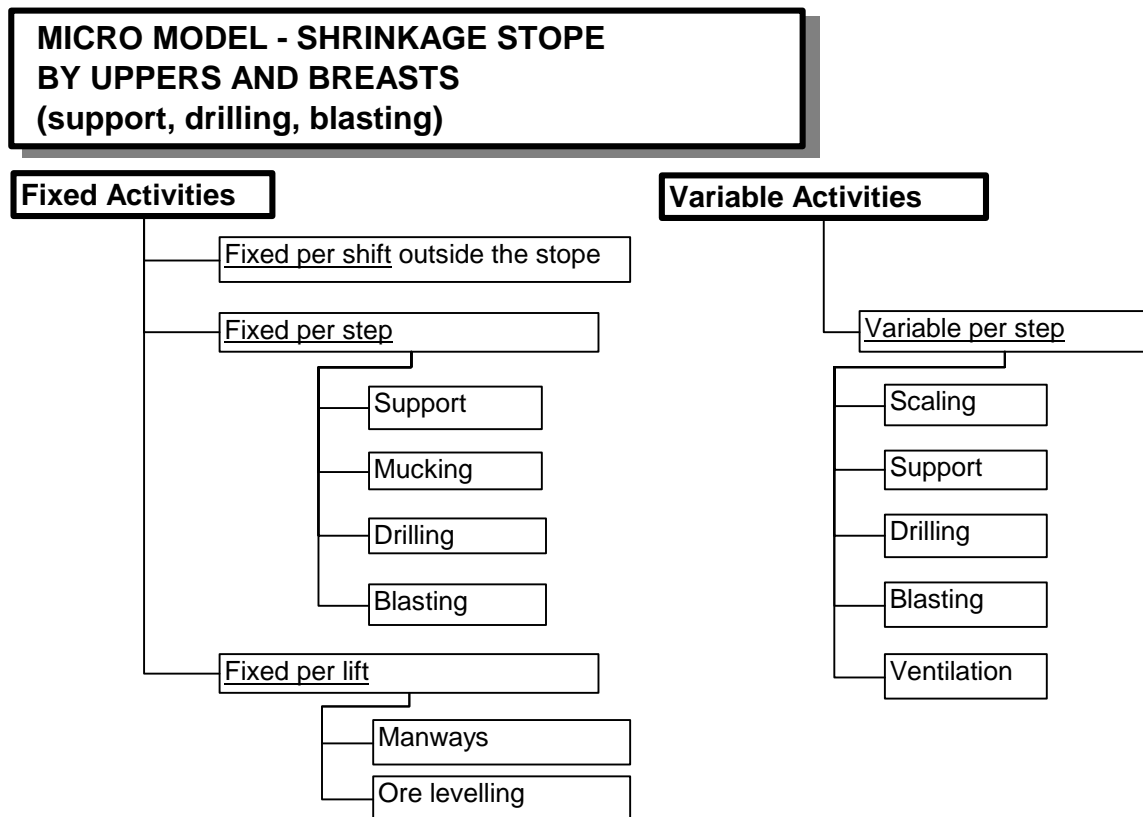 MICRO MODEL - SHRINKAGE STOPE
BY UPPERS AND BREASTS
(support, drilling, blasting)
Fixed Activities
Fixed per shift outside the stope
Fixed per step
Support
Mucking
Drilling
Blasting
Fixed per lift
Manways
Ore levelling
Variable Activities
Variable per step
Scaling
Support
Drilling
Blasting
Ventilation